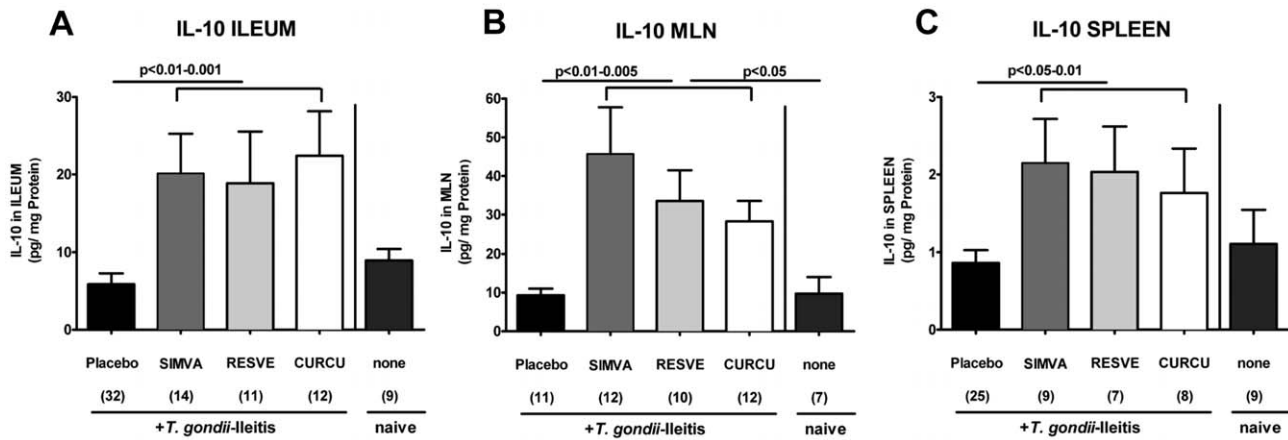 A
IL-10 ILEUM
p<0.01-0.001
IL-10 in ILEUM
(pg/ mg Protein)
30
20
10
0
Placebo SIMVA RESVE CURCU none
(32) (14) (11) (12) (9)
+T. gondii-Ileitis naive
B
IL-10 MLN
p<0.01-0.005 p<0.05
IL-10 in MLN
(pg/ mg Protein)
60
50
40
30
20
10
0
Placebo SIMVA RESVE CURCU none
(11) (12) (10) (12) (7)
+T. gondii-Ileitis naive
C
IL-10 SPLEEN
p<0.05-0.01
IL-10 in SPLEEN
(pg/ mg Protein)
3
2
1
0
Placebo SIMVA RESVE CURCU none
(25) (9) (7) (8) (9)
+T. gondii-Ileitis naive